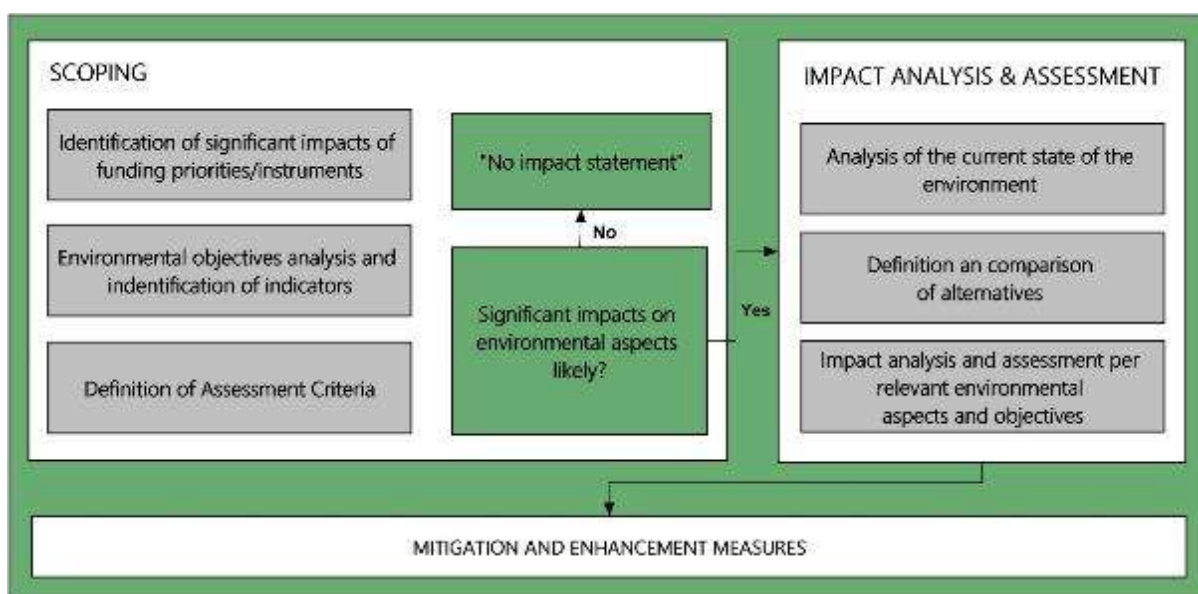 SCOPING
Identification of significant impacts of
funding priorities/instruments
Environmental objectives analysis and
indentification of indicators
Definition of Assessment Criteria
"No impact statement"
No
Significant impacts on
environmental aspects
likely?
Yes
IMPACT ANALYSIS & ASSESSMENT
Analysis of the current state of the
environment
Definition an comparison
of alternatives
Impact analysis and assessment per
relevant environmental
aspects and objectives
MITIGATION AND ENHANCEMENT MEASURES